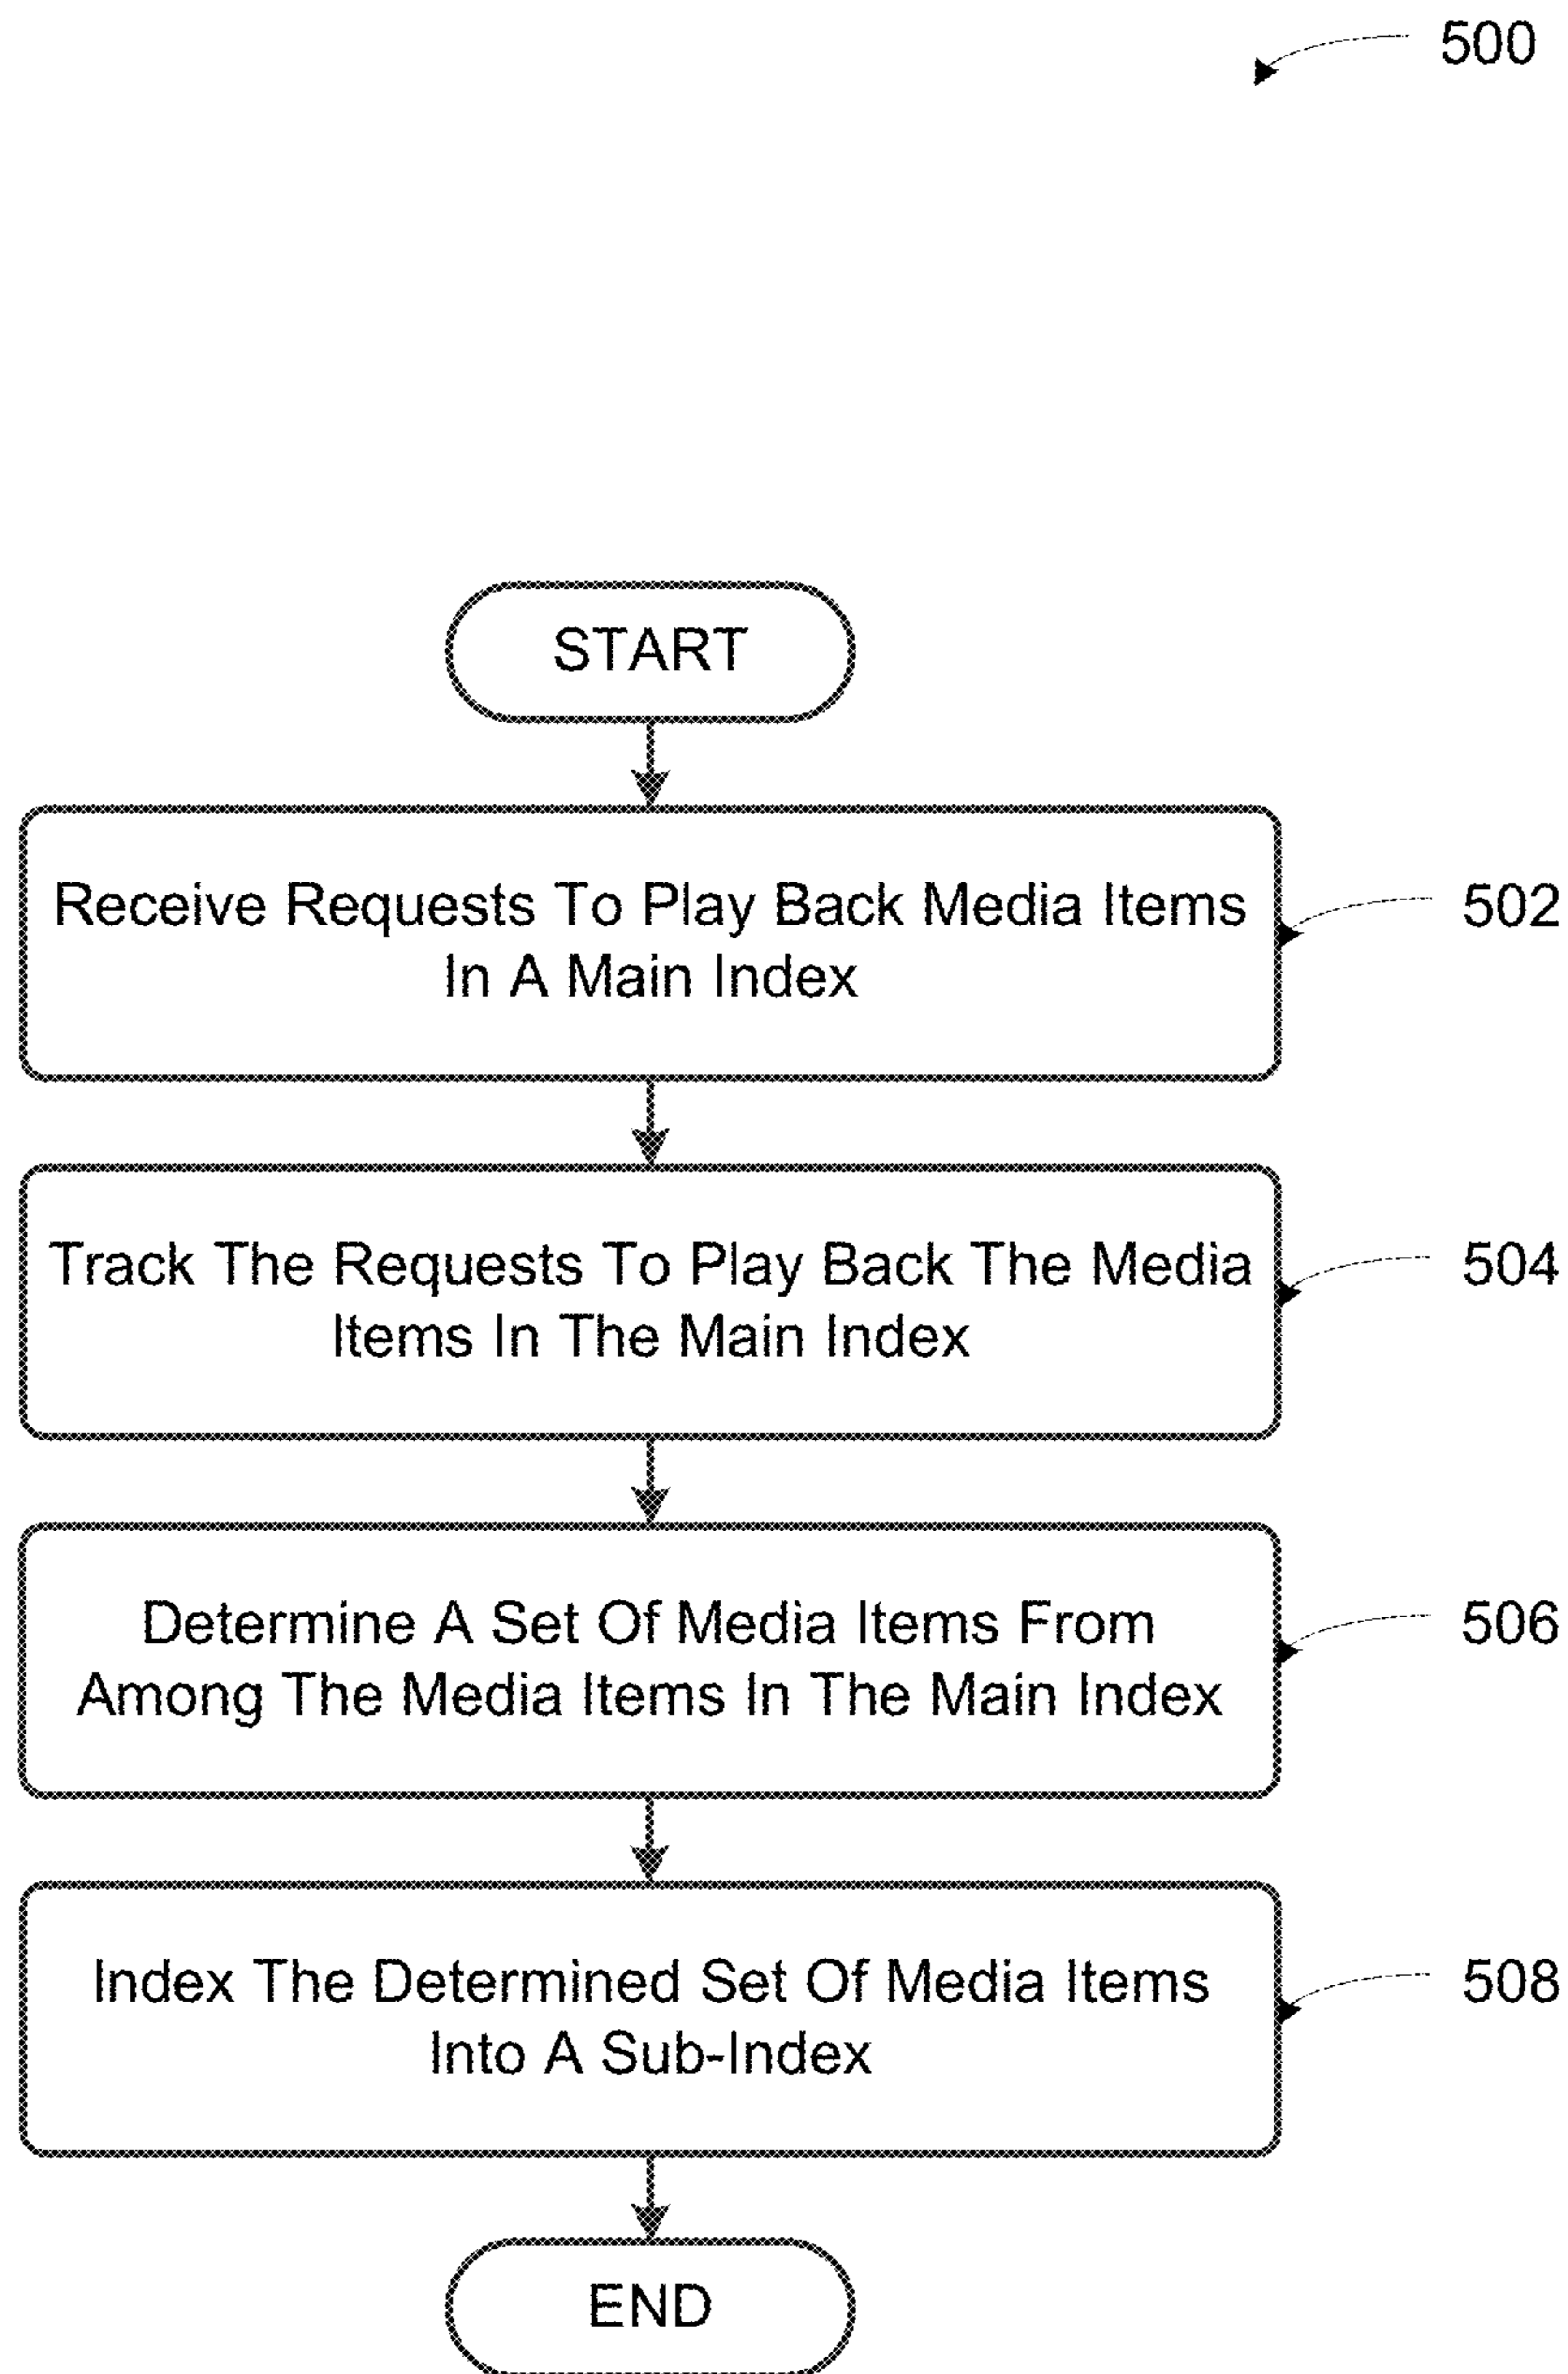 500
START
Receive Requests To Play Back Media Items
In A Main Index
502
Track The Requests To Play Back The Media
Items In The Main Index
504
Determine A Set Of Media Items From
Among The Media Items In The Main Index
506
Index The Determined Set Of Media Items
Into A Sub-Index
508
END